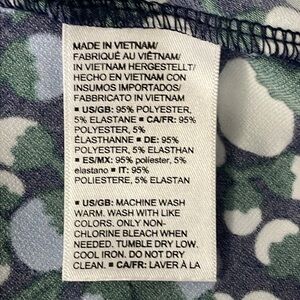 MADE IN VIETNAM/
FABRIQUÉ AU VIÊTNAM/
IN VIETNAM HERGESTELLT/
HECHO EN VIETNAM CON
INSUMOS IMPORTADOS/
FABBRICATO IN VIETNAM
■ US/GB: 95% POLYESTER,
5% ELASTANE ■ CA/FR: 95%
POLYESTER, 5%
ÉLASTHANNE ■ DE: 95%
POLYESTER, 5% ELASTHAN
■ ES/MX: 95% poliéster, 5%
elastano ■ IT: 95%
POLIESTERE, 5% ELASTAN
■ US/GB: MACHINE WASH
WARM. WASH WITH LIKE
COLORS. ONLY NON-
CHLORINE BLEACH WHEN
NEEDED. TUMBLE DRY LOW.
COOL IRON. DO NOT DRY
CLEAN. ■ CA/FR: LAVER À LA